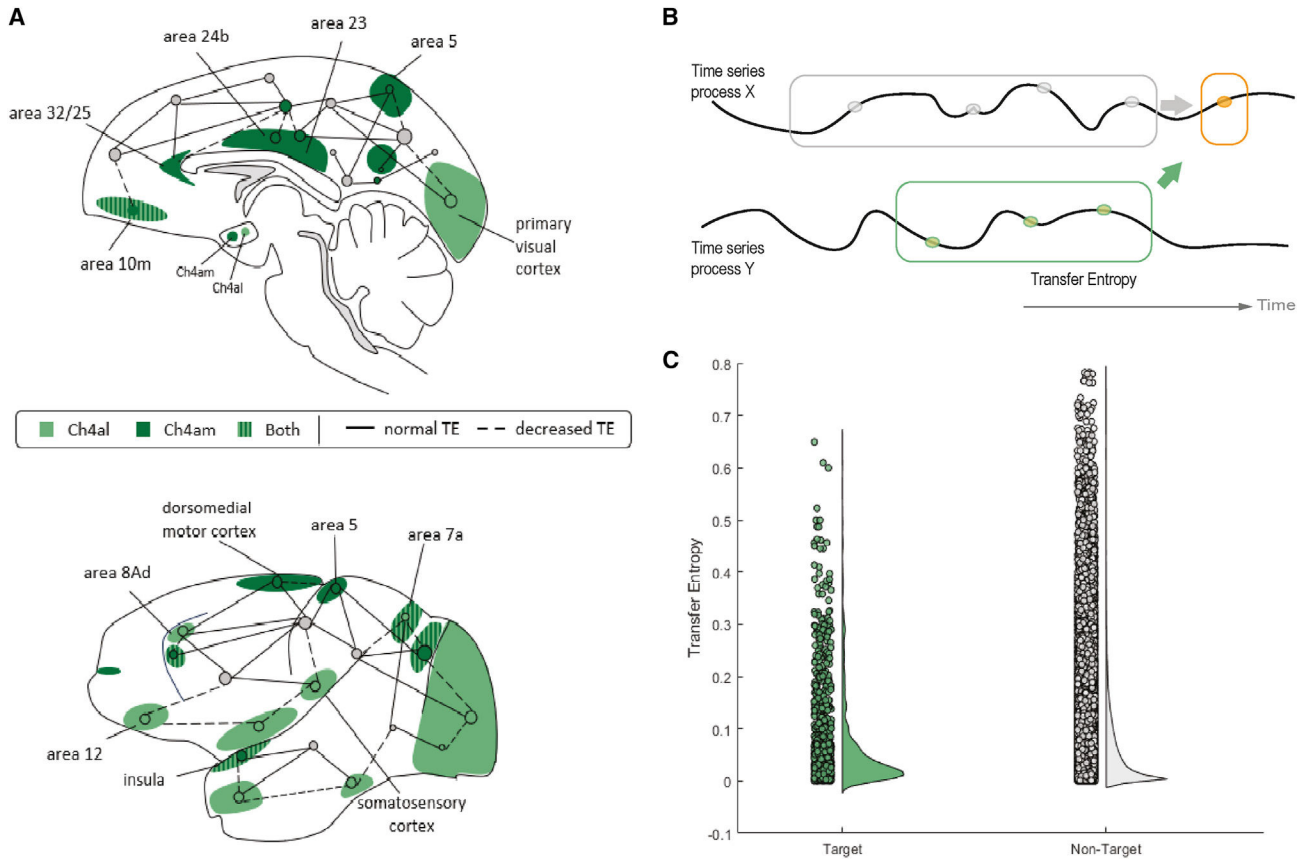 A
area 23
area 24b
area 5
area 32/25
area 10m
Ch4am
Ch4al
primary
visual
cortex
Ch4al
Ch4am
Both
normal TE
decreased TE
dorsomedial
motor cortex
area 5
area 7a
area 8Ad
area 12
insula
somatosensory
cortex
B
Time series
process X
Time series
process Y
Transfer Entropy
Time
C
0.8
0.7
0.6
0.5
0.4
0.3
0.2
0.1
0
-0.1
Transfer Entropy
Target
Non-Target